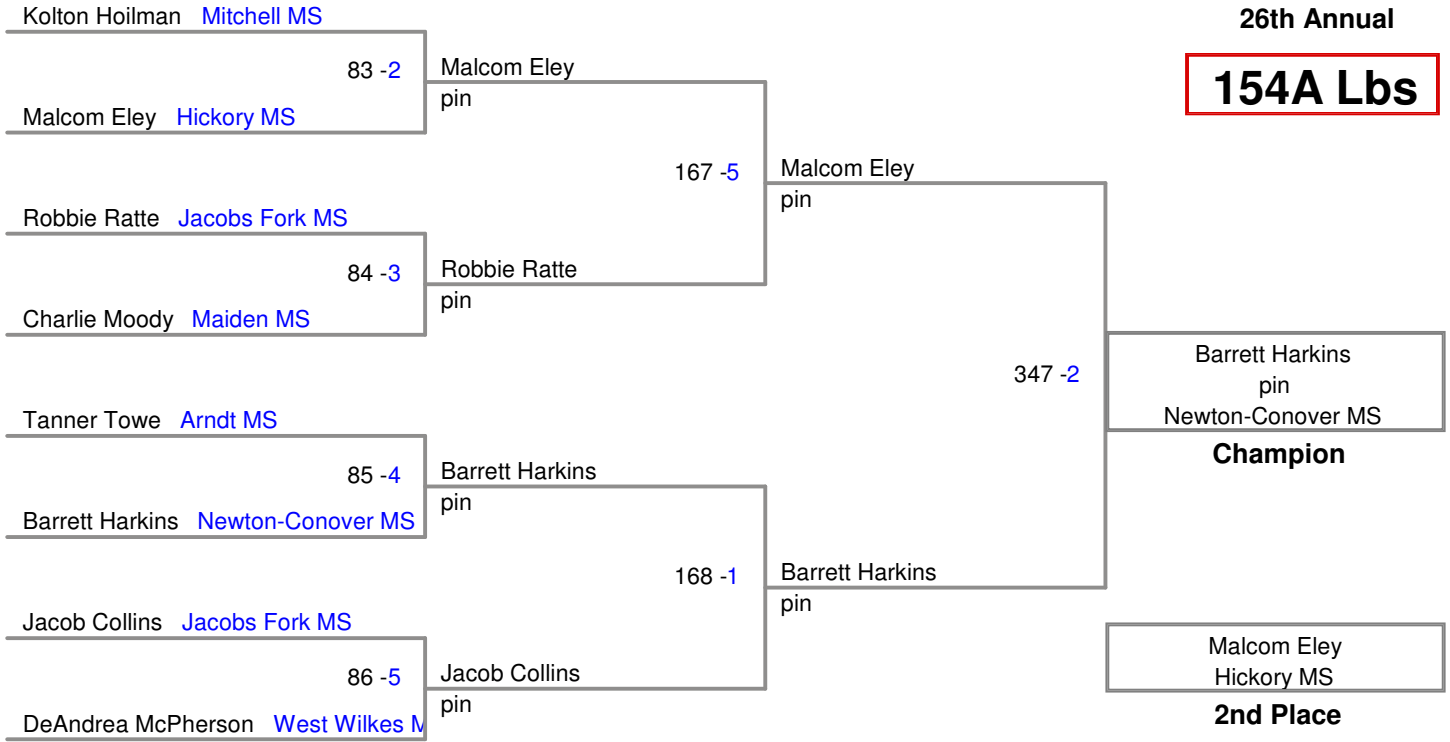 Kolton Hoilman Mitchell MS
26th Annual
83 -2
Malcom Eley
pin
154A Lbs
Malcom Eley Hickory MS
167 -5
Malcom Eley
pin
Robbie Ratte Jacobs Fork MS
84 -3
Robbie Ratte
pin
Charlie Moody Maiden MS
347 -2
Barrett Harkins
pin
Newton-Conover MS
Champion
Tanner Towe Arndt MS
85 -4
Barrett Harkins
pin
Barrett Harkins Newton-Conover MS
168 -1
Barrett Harkins
pin
Jacob Collins Jacobs Fork MS
86 -5
Jacob Collins
pin
Malcom Eley
Hickory MS
2nd Place
DeAndrea McPherson West Wilkes